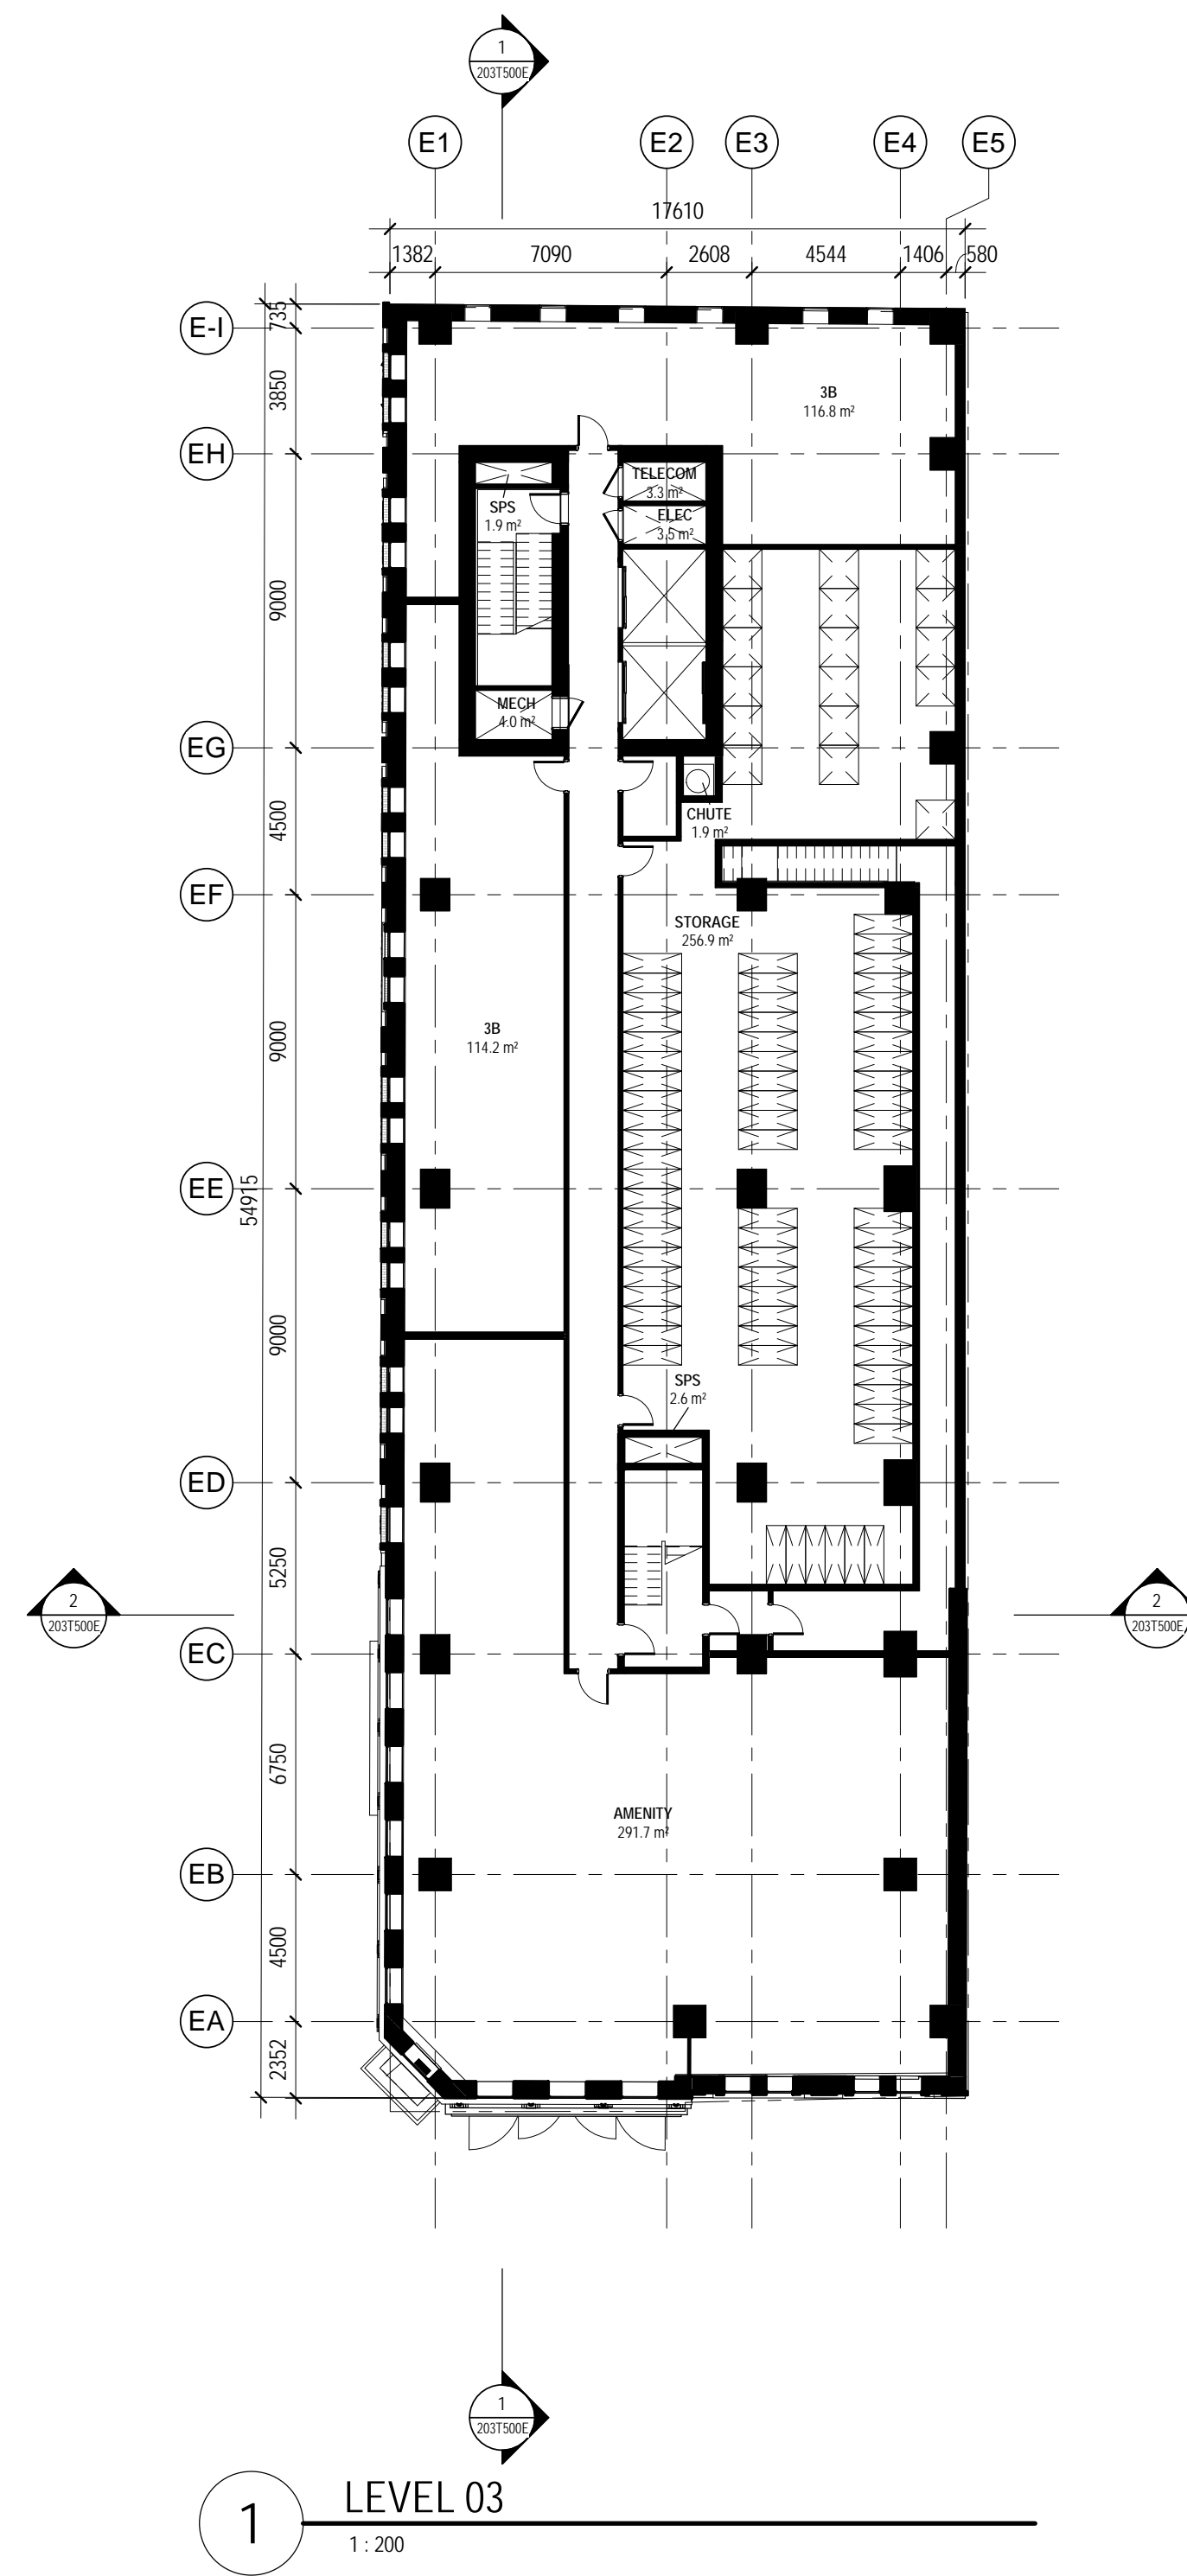 1
203T500E
E1
E2
E3
E4
E5
17610
1382
7090
2608
4544
1406
580
E-I
735
3850
3B
116.8 m²
EH
TELECOM
3.3 m²
SPS
1.9 m²
ELEC
3.5 m²
9000
MECH
4.0 m²
EG
4500
CHUTE
1.9 m²
EF
STORAGE
256.9 m²
9000
3B
114.2 m²
EE
54915
9000
SPS
2.6 m²
ED
5250
2
203T500E
2
203T500E
EC
6750
AMENITY
291.7 m²
EB
4500
EA
2352
1
203T500E
1
LEVEL 03
1 : 200